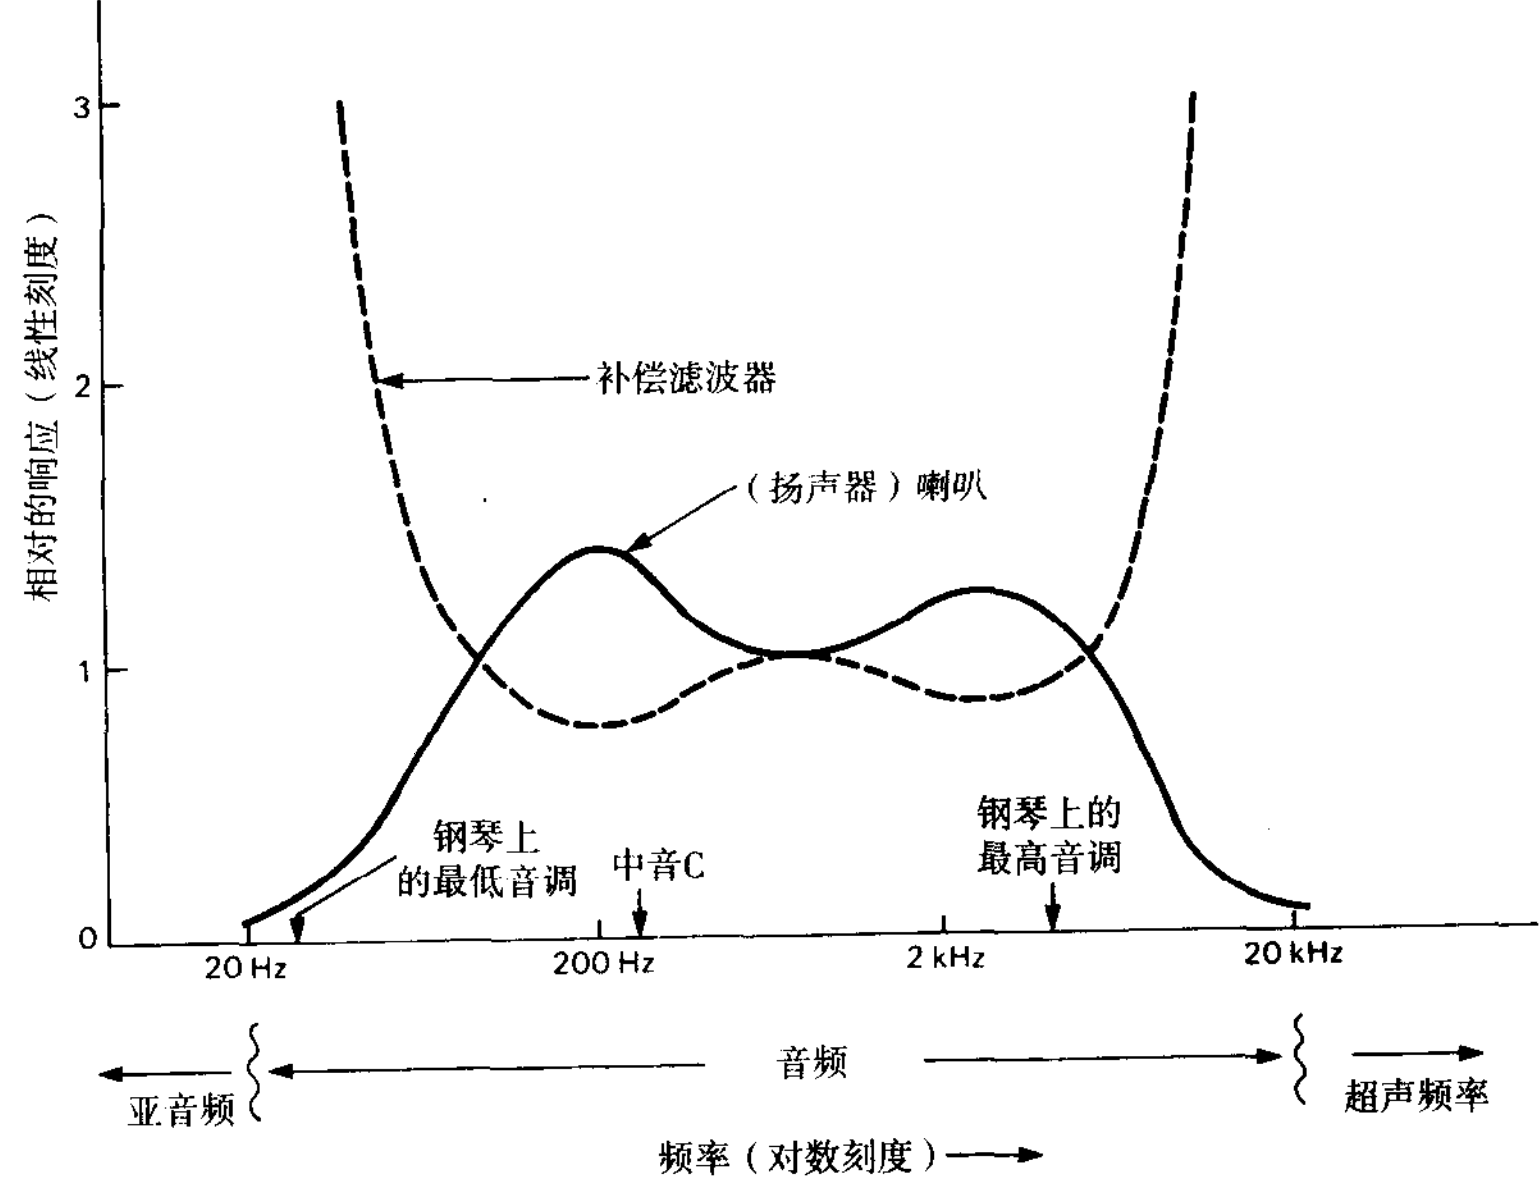 3
2
1
0
相对的响应（线性刻度）
补偿滤波器
（扬声器）喇叭
钢琴上
的最低音调
中音C
钢琴上的
最高音调
20 Hz
200 Hz
2 kHz
20 kHz
音频
亚音频
超声频率
频率（对数刻度）